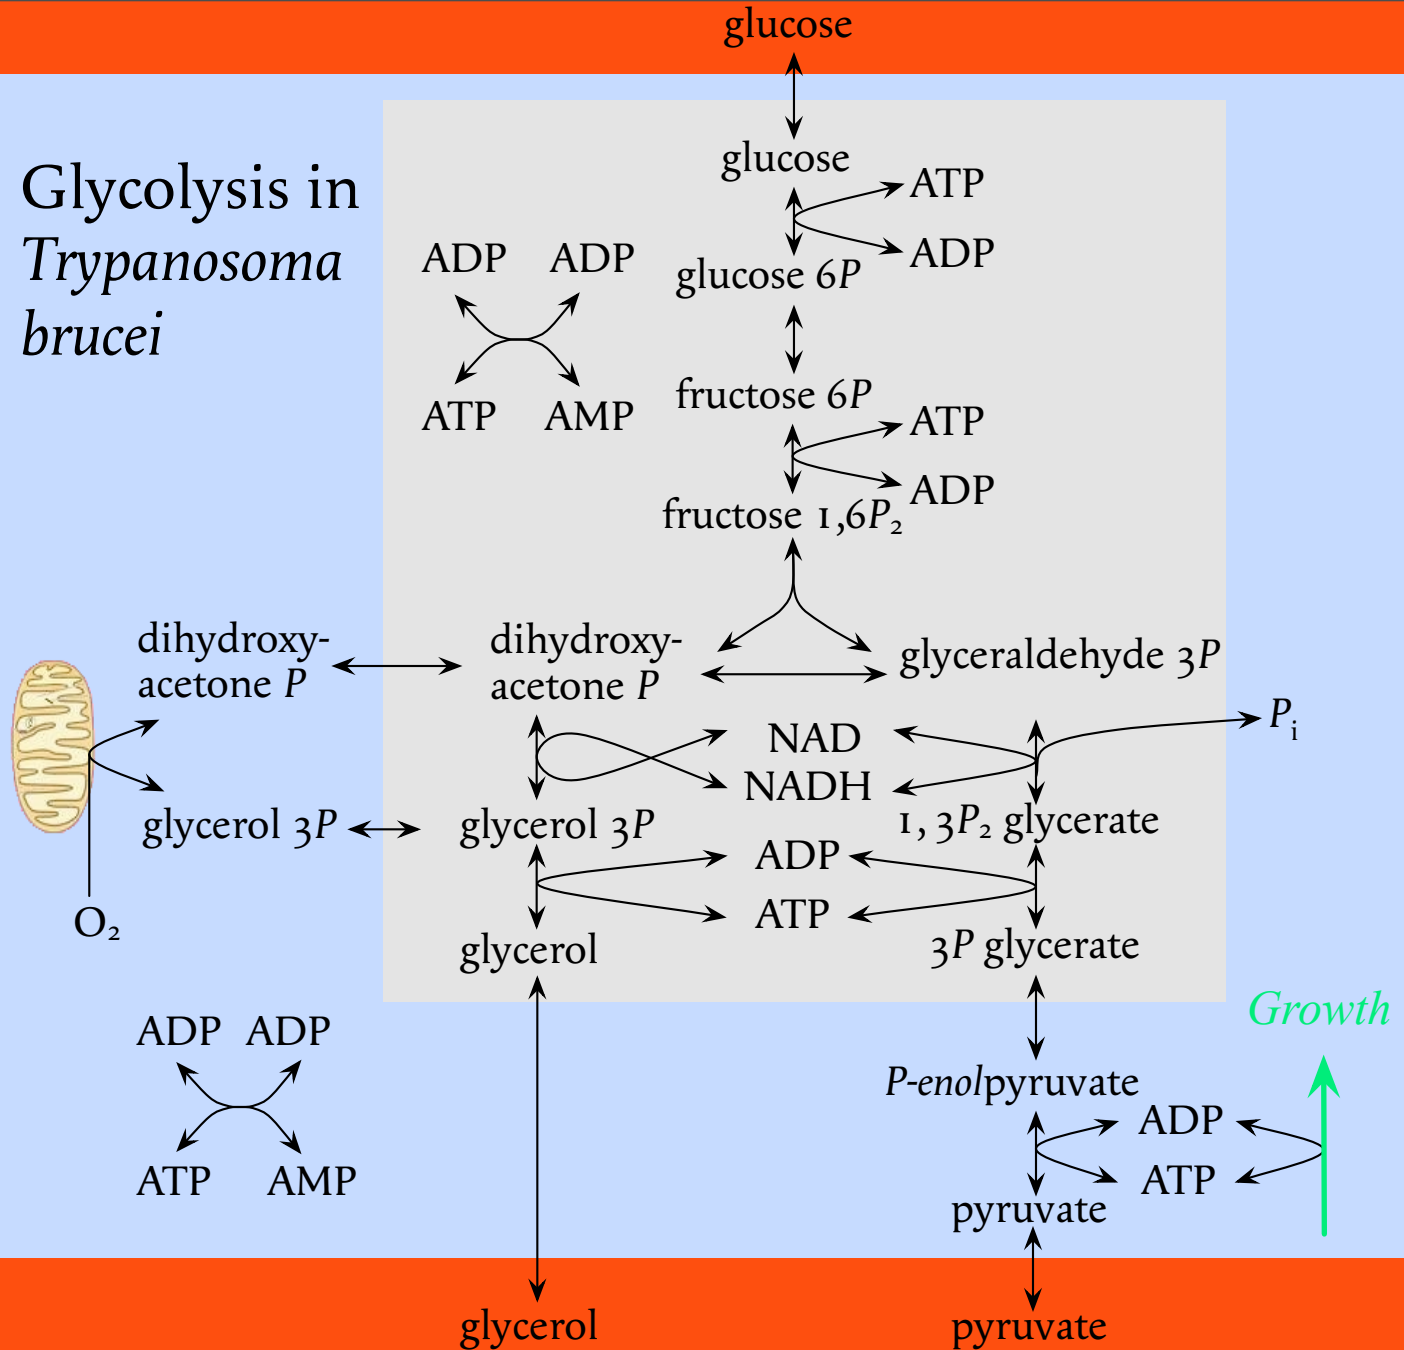 glucose
glucose
Glycolysis in
Trypanosoma
brucei
ATP
ADP
ADP ADP
glucose 6P
fructose 6P
ATP AMP
ATP
ADP
fructose 1,6P₂
dihydroxy-
acetone P
dihydroxy-
acetone P
glyceraldehyde 3P
Pᵢ
NAD
NADH
glycerol 3P
glycerol 3P
1, 3P₂ glycerate
ADP
ATP
O₂
glycerol
3P glycerate
Growth
ADP ADP
ATP AMP
P-enolpyruvate
ADP
ATP
pyruvate
glycerol
pyruvate